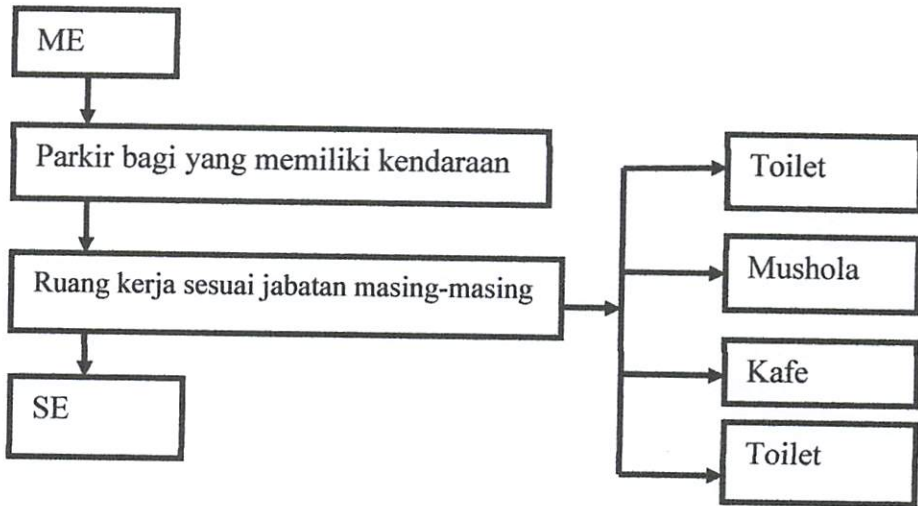 ME
Parkir bagi yang memiliki kendaraan
Ruang kerja sesuai jabatan masing-masing
SE
Toilet
Mushola
Kafe
Toilet